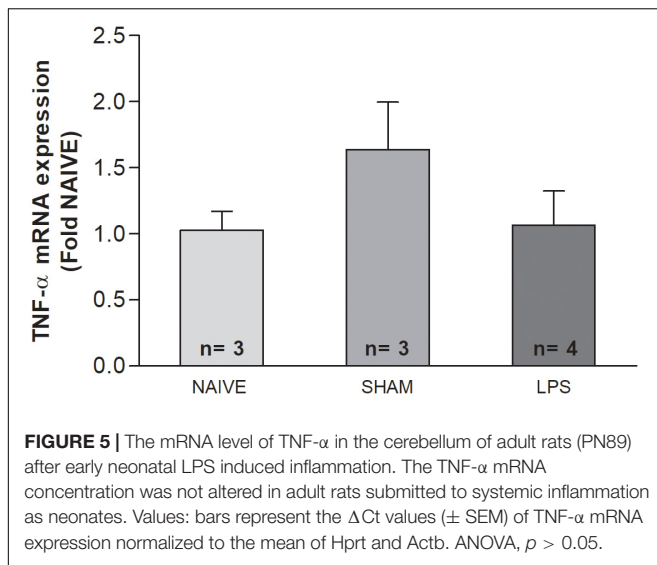 2.5
2.0
1.5
1.0
0.5
0.0
TNF-α mRNA expression
(Fold NAIVE)
n= 3
n= 3
n= 4
NAIVE
SHAM
LPS
FIGURE 5 | The mRNA level of TNF-α in the cerebellum of adult rats (PN89)
after early neonatal LPS induced inflammation. The TNF-α mRNA
concentration was not altered in adult rats submitted to systemic inflammation
as neonates. Values: bars represent the ΔCt values (± SEM) of TNF-α mRNA
expression normalized to the mean of Hprt and Actb. ANOVA, p > 0.05.